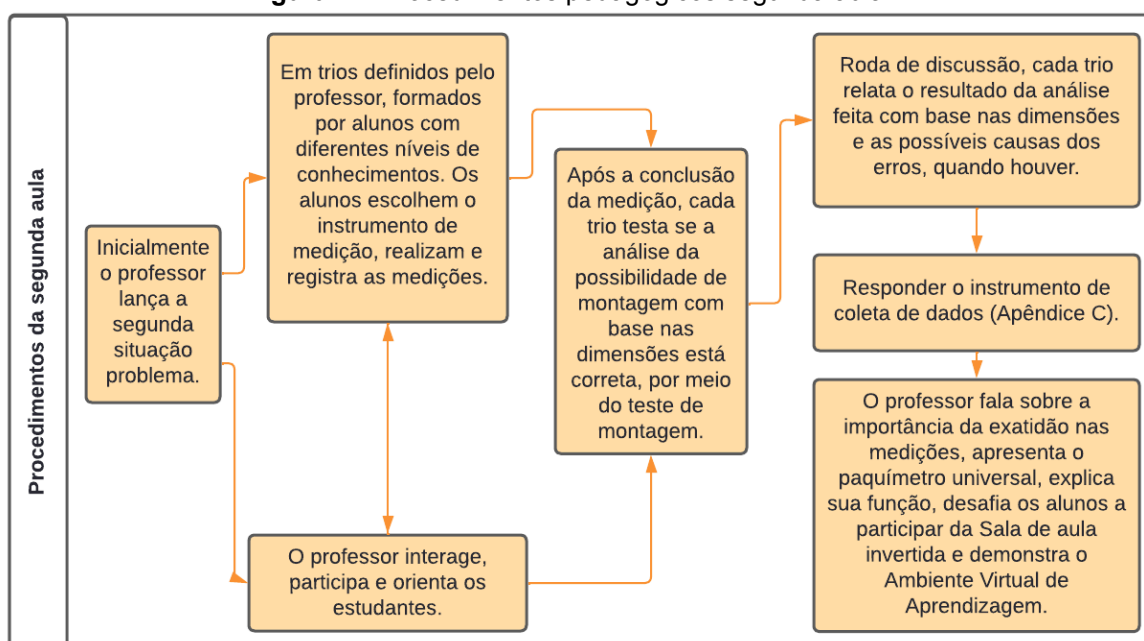 Procedimentos da segunda aula
Inicialmente
o professor
lança a
segunda
situação
problema.
Em trios definidos pelo
professor, formados
por alunos com
diferentes níveis de
conhecimentos. Os
alunos escolhem o
instrumento de
medição, realizam e
registra as medições.
O professor interage,
participa e orienta os
estudantes.
Após a conclusão
da medição, cada
trio testa se a
análise da
possibilidade de
montagem com
base nas
dimensões está
correta, por meio
do teste de
montagem.
Roda de discussão, cada trio
relata o resultado da análise
feita com base nas dimensões
e as possíveis causas dos
erros, quando houver.
Responder o instrumento de
coleta de dados (Apêndice C).
O professor fala sobre a
importância da exatidão nas
medições, apresenta o
paquímetro universal, explica
sua função, desafia os alunos a
participar da Sala de aula
invertida e demonstra o
Ambiente Virtual de
Aprendizagem.